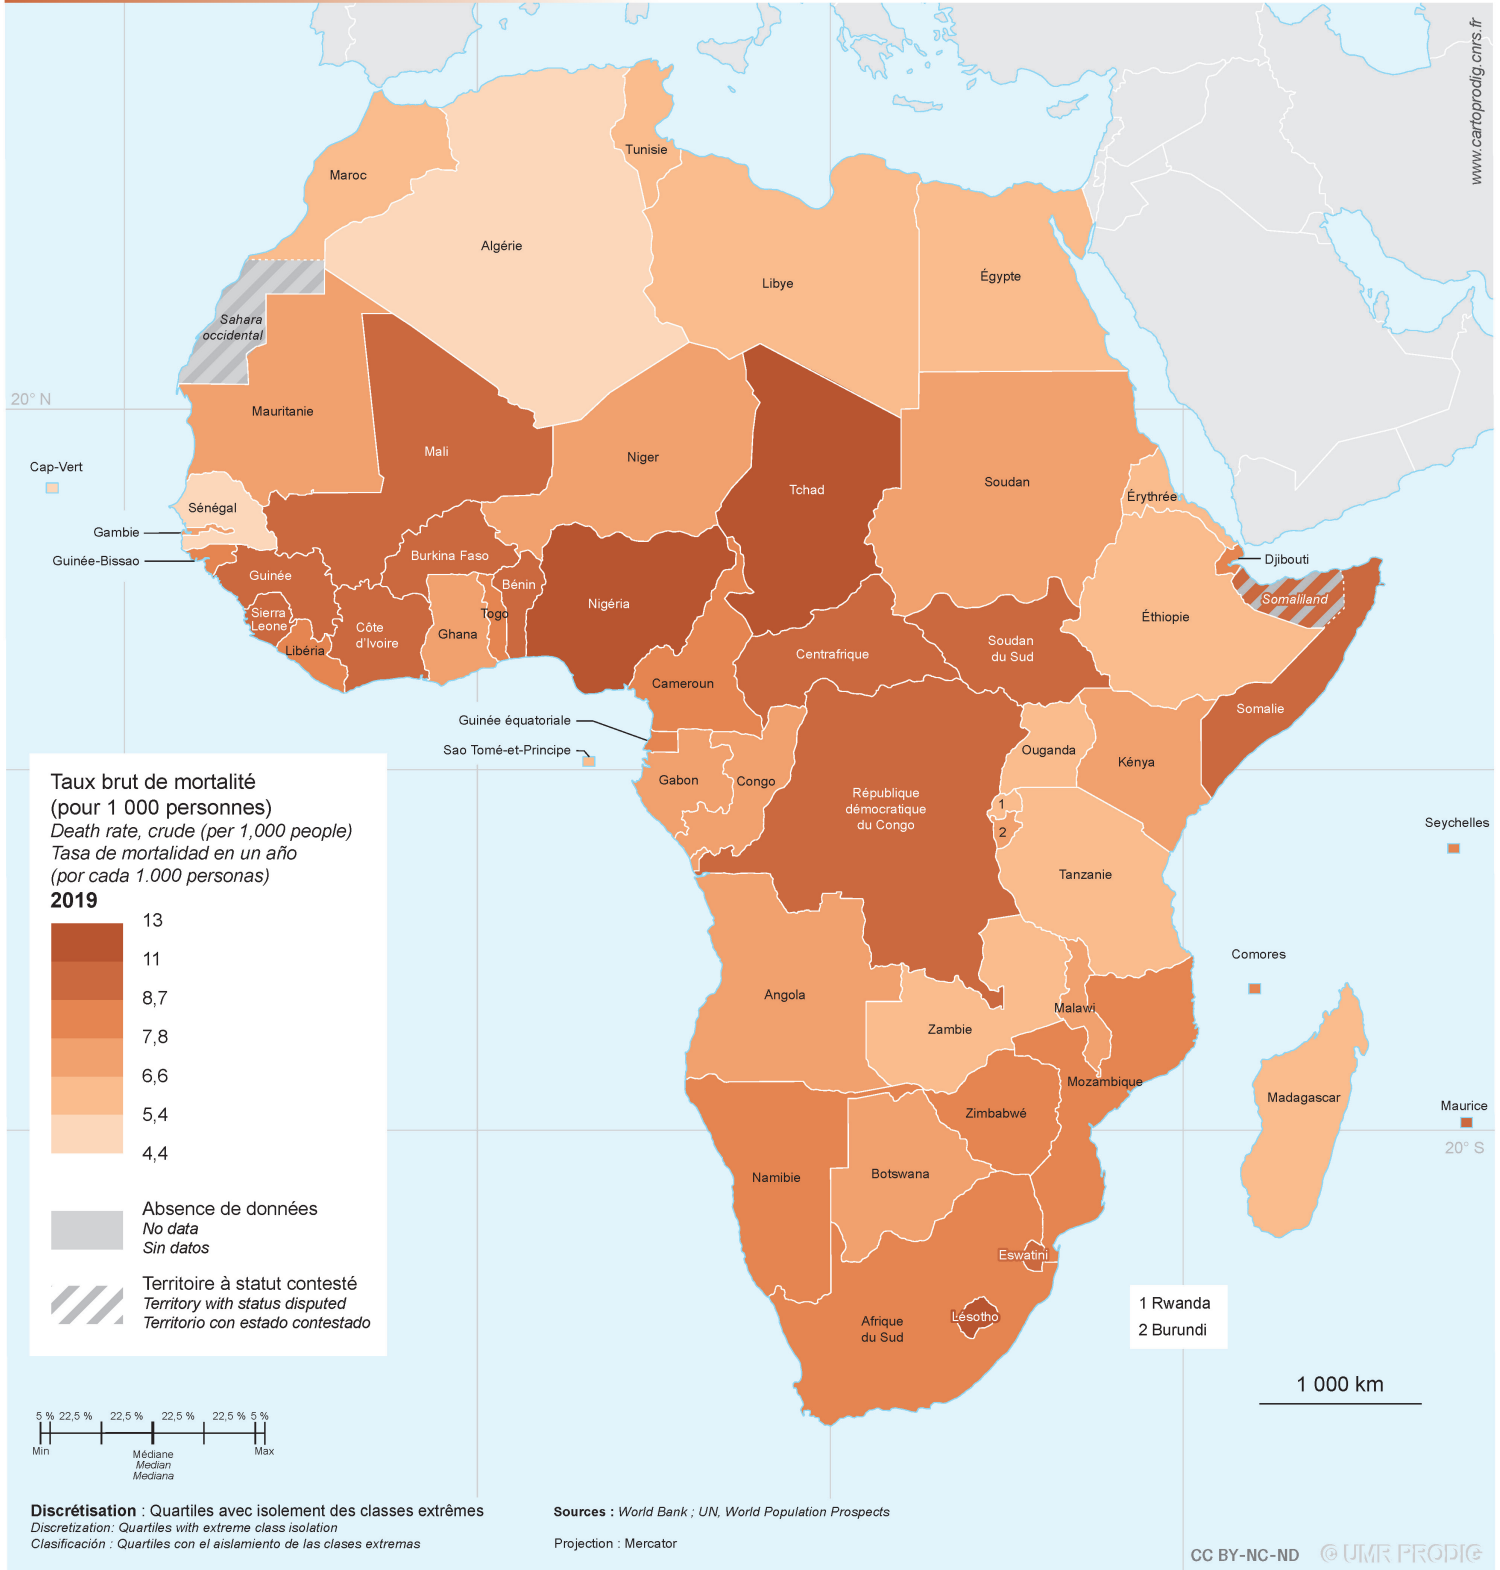 www.cartoprodig.cnrs.fr
Tunisie
Maroc
Algérie
Libye
Égypte
Sahara
occidental
20° N
Mauritanie
Mali
Niger
Tchad
Soudan
Cap-Vert
Érythrée
Sénégal
Gambie
Guinée-Bissao
Burkina Faso
Djibouti
Guinée
Bénin
Nigéria
Somaliland
Sierra
Leone
Togo
Côte
d'Ivoire
Ghana
Éthiopie
Libéria
Soudan
du Sud
Centrafrique
Cameroun
Somalie
Guinée équatoriale
Sao Tomé-et-Principe
Ouganda
Kénya
Gabon
Congo
République
démocratique
du Congo
1
2
Seychelles
Tanzanie
Comores
Angola
Malawi
Zambie
Mozambique
Madagascar
Zimbabwé
Maurice
20° S
Namibie
Botswana
Eswatini
Lésotho
Afrique
du Sud
Taux brut de mortalité
(pour 1 000 personnes)
Death rate, crude (per 1,000 people)
Tasa de mortalidad en un año
(por cada 1.000 personas)
2019
13
11
8,7
7,8
6,6
5,4
4,4
Absence de données
No data
Sin datos
Territoire à statut contesté
Territory with status disputed
Territorio con estado contestado
1 Rwanda
2 Burundi
1 000 km
5 % 22,5 % 22,5 % 22,5 % 22,5 % 5 %
Min Max
Médiane
Median
Mediana
Discrétisation : Quartiles avec isolement des classes extrêmes
Discretization: Quartiles with extreme class isolation
Clasificación : Quartiles con el aislamiento de las clases extremas
Sources : World Bank ; UN, World Population Prospects
Projection : Mercator
CC BY-NC-ND © UMR PRODIG